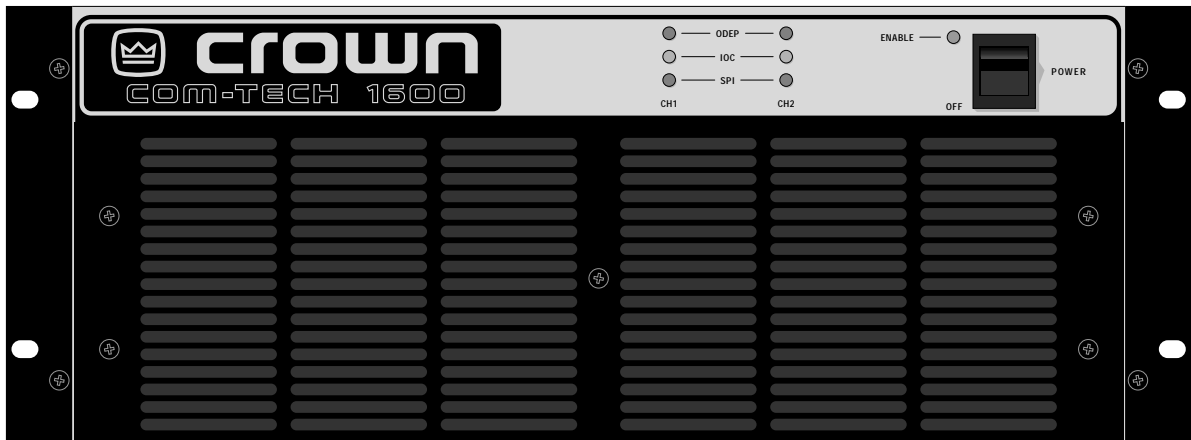 crown
COM-TECH 1600
ODEP
IOC
SPI
CH1 CH2
ENABLE
OFF
POWER